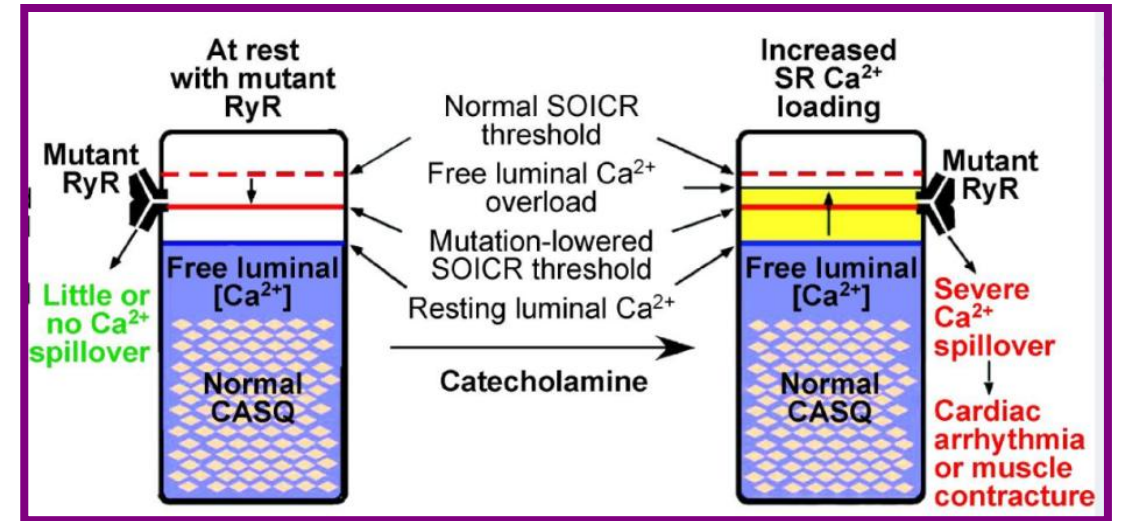 At rest
with mutant
RyR
Mutant
RyR
Little or
no Ca²⁺
spillover
Free luminal
[Ca²⁺]
Normal
CASQ
Normal SOICR
threshold
Free luminal Ca²⁺
overload
Mutation-lowered
SOICR threshold
Resting luminal Ca²⁺
Catecholamine
Increased
SR Ca²⁺
loading
Free luminal
[Ca²⁺]
Normal
CASQ
Mutant
RyR
Severe
Ca²⁺
spillover
Cardiac
arrhythmia
or muscle
contracture